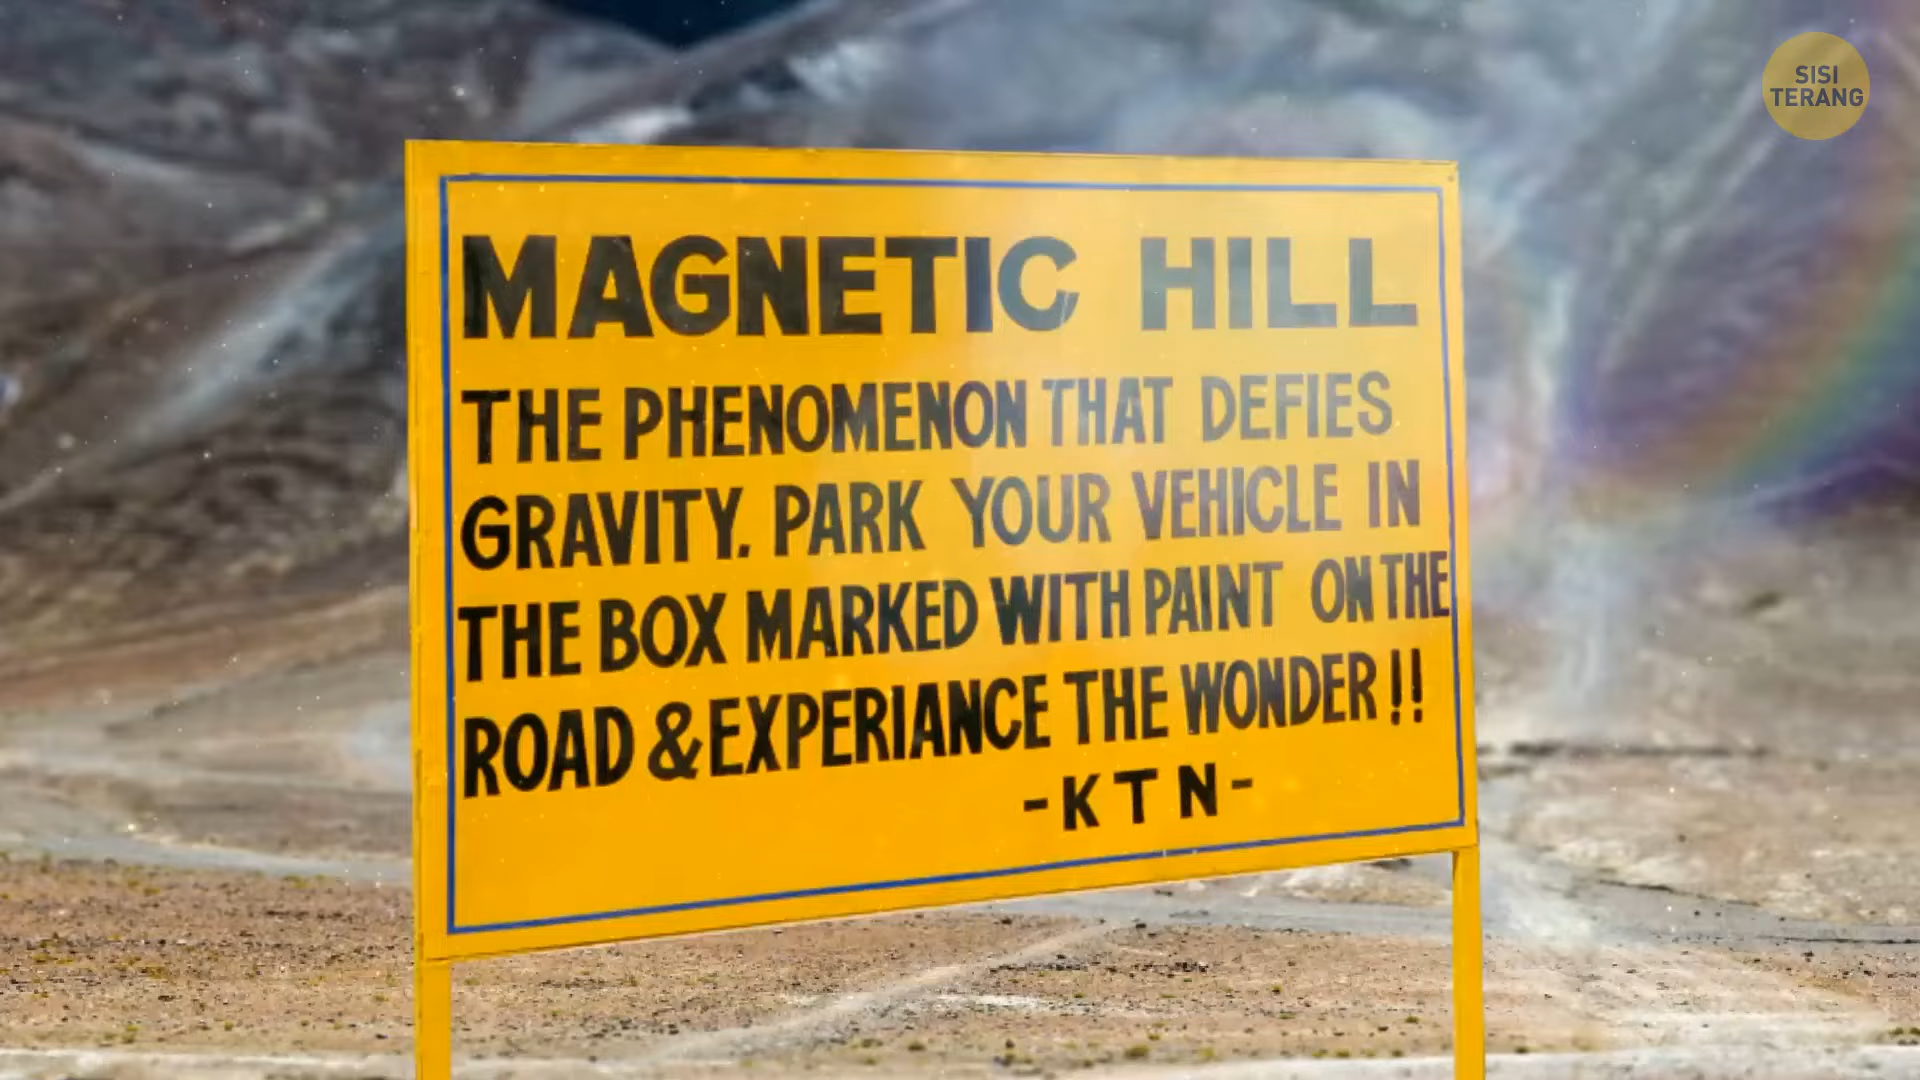 SISI
TERANG
MAGNETIC HILL
THE PHENOMENON THAT DEFIES
GRAVITY. PARK YOUR VEHICLE IN
THE BOX MARKED WITH PAINT ON THE
ROAD & EXPERIANCE THE WONDER !!
-KTN-